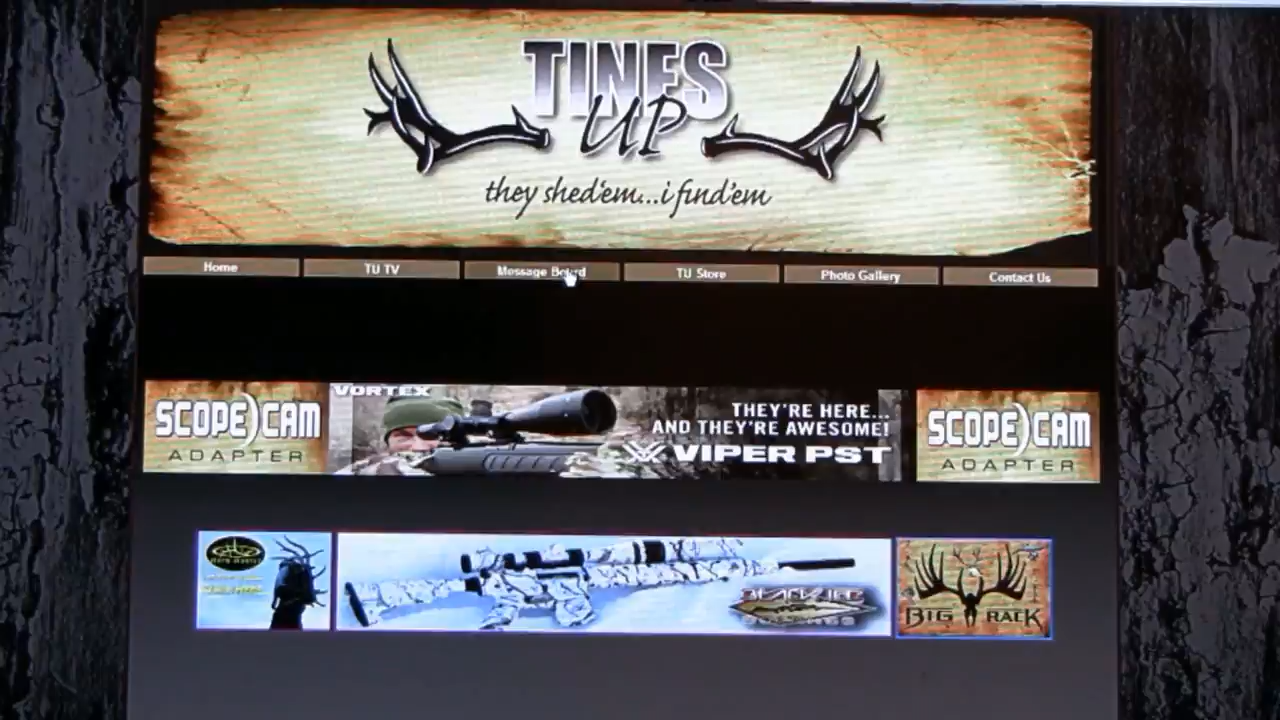 TINES
UP
they shed'em...i find'em
Home
TU TV
Message Board
TU Store
Photo Gallery
Contact Us
SCOPE CAM
ADAPTER
VORTEX
THEY'RE HERE...
AND THEY'RE AWESOME!
VIPER PST
SCOPE CAM
ADAPTER
BIG RACK